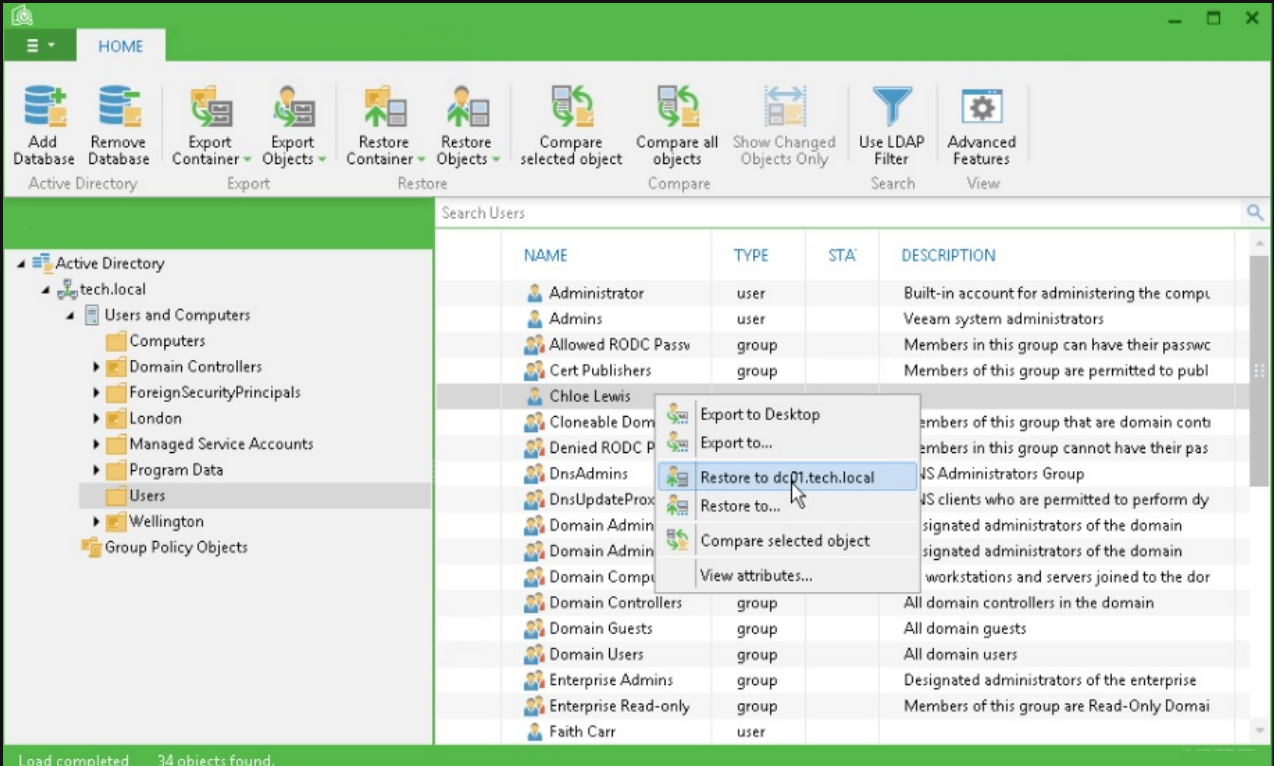 HOME
Add Database
Remove Database
Active Directory
Export Container
Export Objects
Export
Restore Container
Restore Objects
Restore
Compare selected object
Compare all objects
Show Changed Objects Only
Compare
Use LDAP Filter
Search
Advanced Features
View
Active Directory
tech.local
Users and Computers
Computers
Domain Controllers
ForeignSecurityPrincipals
London
Managed Service Accounts
Program Data
Users
Wellington
Group Policy Objects
Search Users
NAME TYPE STA DESCRIPTION
Administrator user Built-in account for administering the compu
Admins user Veeam system administrators
Allowed RODC Passw group Members in this group can have their passwc
Cert Publishers group Members of this group are permitted to publ
Chloe Lewis
Cloneable Dom embers of this group that are domain contr
Denied RODC P embers in this group cannot have their pas
DnsAdmins NS Administrators Group
DnsUpdateProx NS clients who are permitted to perform dy
Domain Admin signated administrators of the domain
Domain Admin signated administrators of the domain
Domain Compu workstations and servers joined to the dor
Domain Controllers group All domain controllers in the domain
Domain Guests group All domain guests
Domain Users group All domain users
Enterprise Admins group Designated administrators of the enterprise
Enterprise Read-only group Members of this group are Read-Only Domai
Faith Carr user
Export to Desktop
Export to...
Restore to dc01.tech.local
Restore to...
Compare selected object
View attributes...
Load completed 34 objects found.